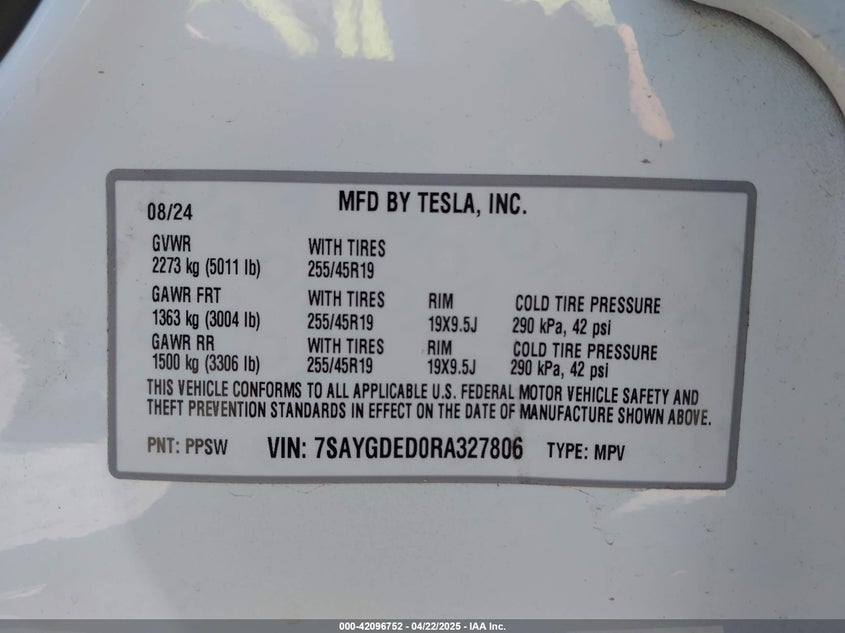 MFD BY TESLA, INC.
08/24
GVWR WITH TIRES
2273 kg (5011 lb) 255/45R19
GAWR FRT WITH TIRES RIM COLD TIRE PRESSURE
1363 kg (3004 lb) 255/45R19 19X9.5J 290 kPa, 42 psi
GAWR RR WITH TIRES RIM COLD TIRE PRESSURE
1500 kg (3306 lb) 255/45R19 19X9.5J 290 kPa, 42 psi
THIS VEHICLE CONFORMS TO ALL APPLICABLE U.S. FEDERAL MOTOR VEHICLE SAFETY AND
THEFT PREVENTION STANDARDS IN EFFECT ON THE DATE OF MANUFACTURE SHOWN ABOVE.
PNT: PPSW VIN: 7SAYGDED0RA327806 TYPE: MPV
000-42096752 - 04/22/2025 - IAA Inc.